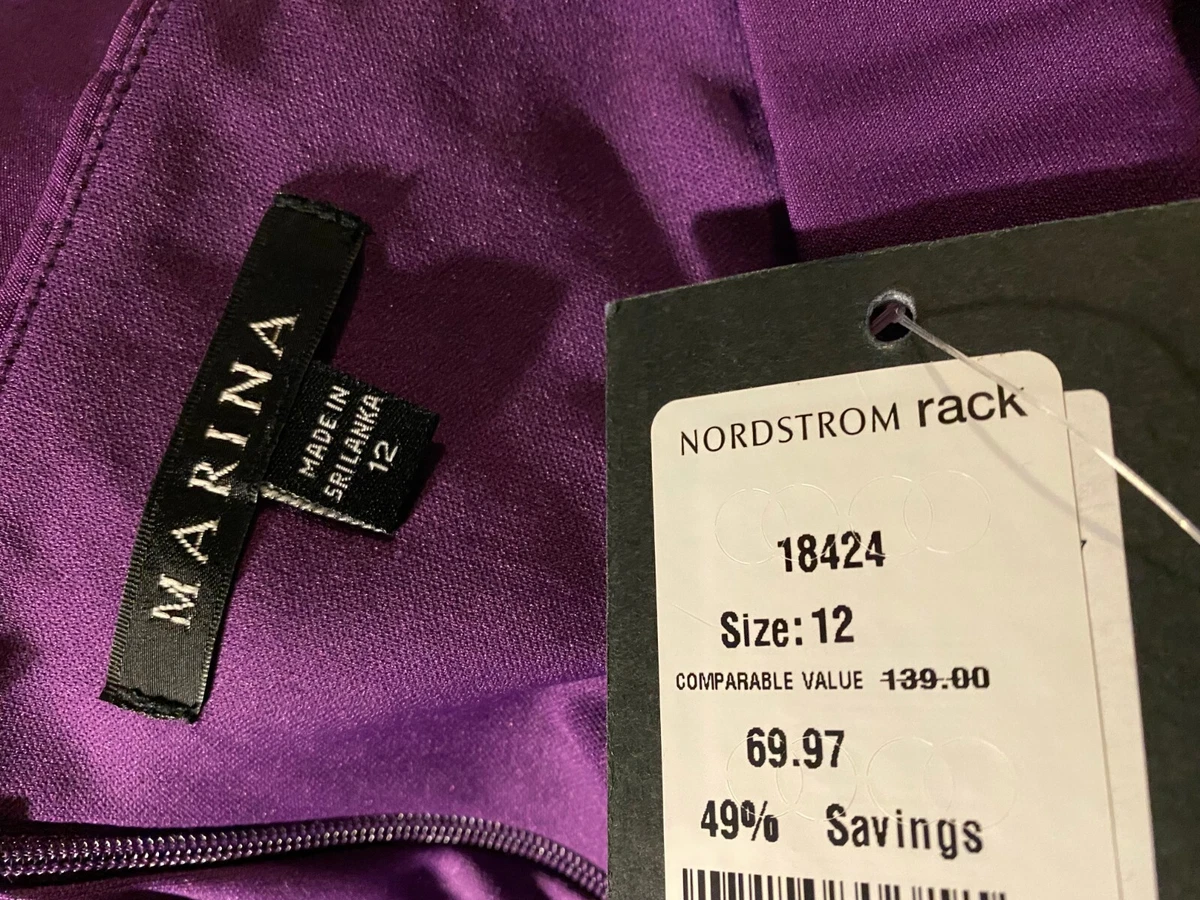 MARINA
MADE IN
SRI LANKA
12
NORDSTROM rack
18424
Size: 12
COMPARABLE VALUE 139.00
69.97
49% Savings